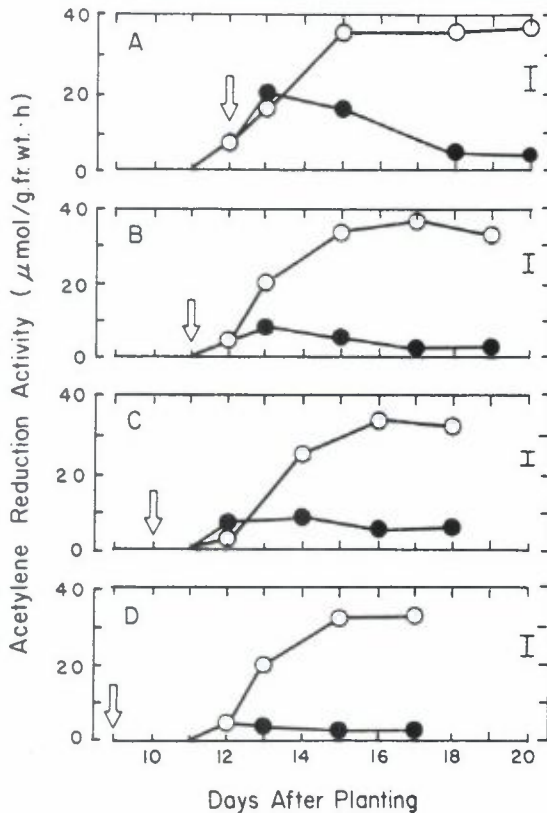 Acetylene Reduction Activity (μmol/g.fr.wt.·h)
A
40
20
0
B
40
20
0
C
40
20
0
D
40
20
0
10 12 14 16 18 20
Days After Planting